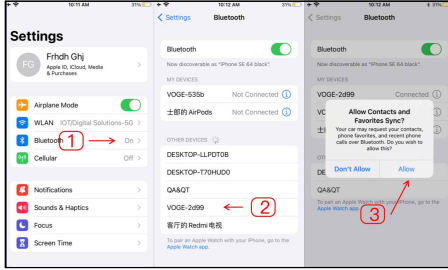 10:11 AM
31%
Settings
FG
Frhdh Ghj
Apple ID, iCloud, Media
& Purchases
Airplane Mode
WLAN IOT/Digital Solutions-5G
Bluetooth On
1
Cellular Off
Notifications
Sounds & Haptics
Focus
Screen Time
10:12 AM
31%
Settings Bluetooth
Bluetooth
Now discoverable as "iPhone SE 64 black".
MY DEVICES
VOGE-535b Not Connected
士郎的 AirPods Not Connected
OTHER DEVICES
DESKTOP-LLPDT0B
DESKTOP-T70HUD0
QA&QT
VOGE-2d99
2
客厅的 Redmi 电视
To pair an Apple Watch with your iPhone, go to the
Apple Watch app.
10:12 AM
31%
Settings Bluetooth
Bluetooth
Now discoverable as "iPhone SE 64 black".
MY DEVICES
VOGE-2d99 Connected
Allow Contacts and
Favorites Sync?
Your car may request your contacts,
phone favorites, and recent phone
calls over Bluetooth. Do you wish to
allow this?
Don't Allow Allow
QA&QT
3
To pair an Apple Watch with your iPhone, go to the
Apple Watch app.